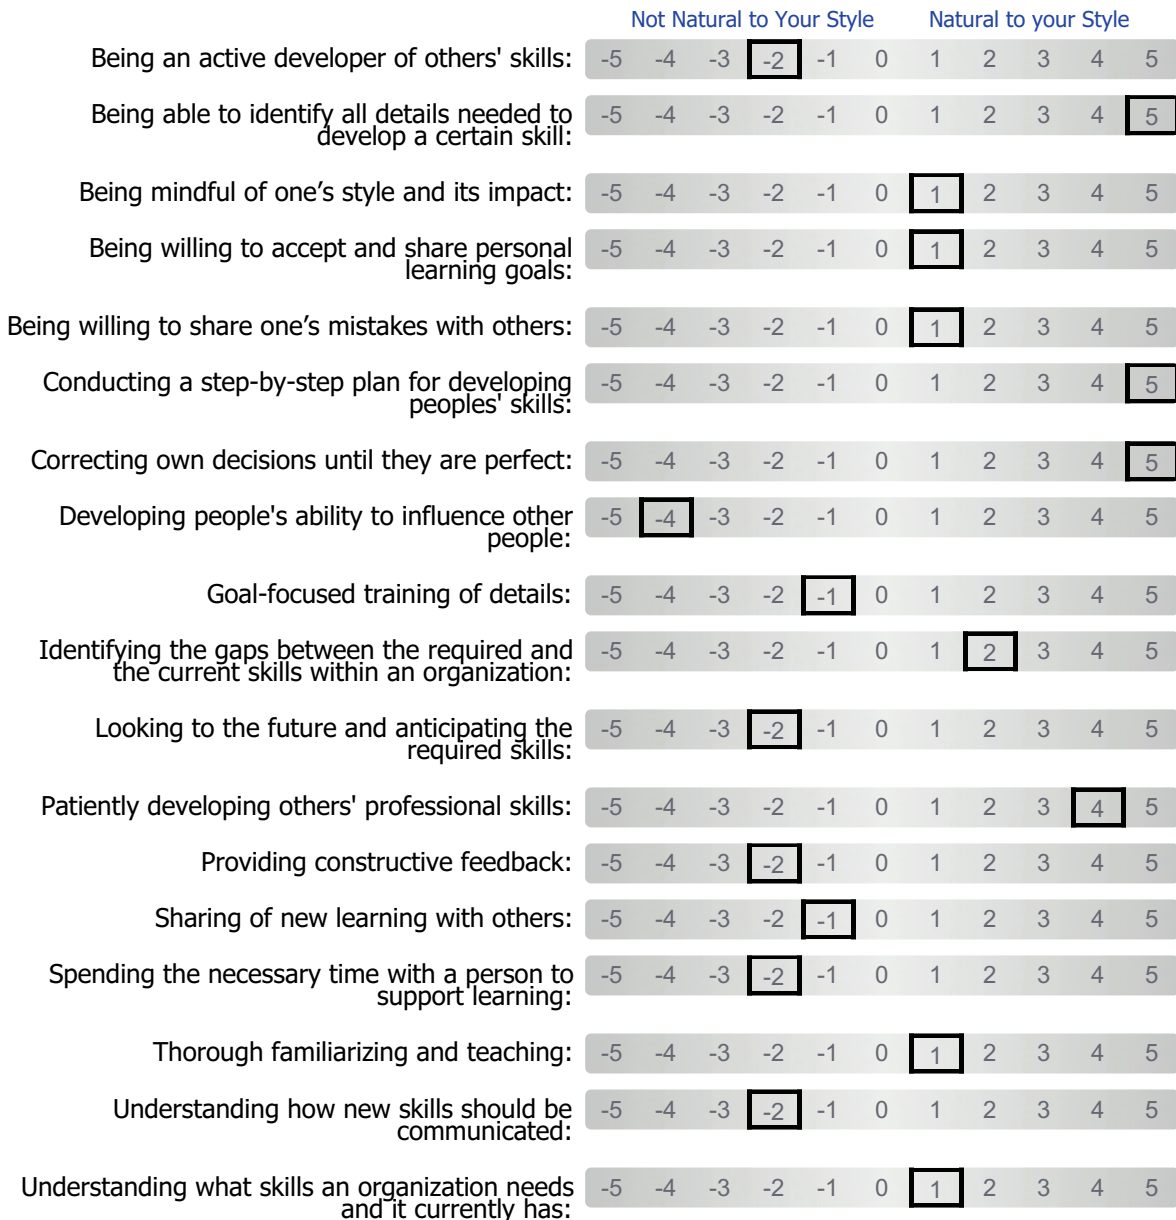 Not Natural to Your Style Natural to your Style
Being an active developer of others' skills: -5 -4 -3 -2 -1 0 1 2 3 4 5
Being able to identify all details needed to
develop a certain skill: -5 -4 -3 -2 -1 0 1 2 3 4 5
Being mindful of one’s style and its impact: -5 -4 -3 -2 -1 0 1 2 3 4 5
Being willing to accept and share personal
learning goals: -5 -4 -3 -2 -1 0 1 2 3 4 5
Being willing to share one’s mistakes with others: -5 -4 -3 -2 -1 0 1 2 3 4 5
Conducting a step-by-step plan for developing
peoples' skills: -5 -4 -3 -2 -1 0 1 2 3 4 5
Correcting own decisions until they are perfect: -5 -4 -3 -2 -1 0 1 2 3 4 5
Developing people's ability to influence other
people: -5 -4 -3 -2 -1 0 1 2 3 4 5
Goal-focused training of details: -5 -4 -3 -2 -1 0 1 2 3 4 5
Identifying the gaps between the required and
the current skills within an organization: -5 -4 -3 -2 -1 0 1 2 3 4 5
Looking to the future and anticipating the
required skills: -5 -4 -3 -2 -1 0 1 2 3 4 5
Patiently developing others' professional skills: -5 -4 -3 -2 -1 0 1 2 3 4 5
Providing constructive feedback: -5 -4 -3 -2 -1 0 1 2 3 4 5
Sharing of new learning with others: -5 -4 -3 -2 -1 0 1 2 3 4 5
Spending the necessary time with a person to
support learning: -5 -4 -3 -2 -1 0 1 2 3 4 5
Thorough familiarizing and teaching: -5 -4 -3 -2 -1 0 1 2 3 4 5
Understanding how new skills should be
communicated: -5 -4 -3 -2 -1 0 1 2 3 4 5
Understanding what skills an organization needs
and it currently has: -5 -4 -3 -2 -1 0 1 2 3 4 5